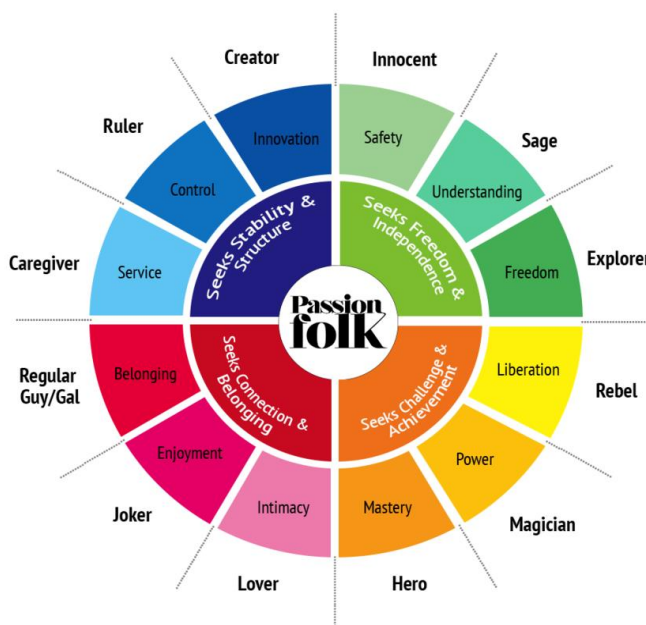 Creator
Innocent
Ruler
Innovation
Safety
Sage
Control
Understanding
Caregiver
Service
Seeks Stability &
Structure
Seeks Freedom &
Independence
Freedom
Explorer
Passion
folk
Regular
Guy/Gal
Belonging
Seeks Connection &
Belonging
Seeks Challenge &
Achievement
Liberation
Rebel
Enjoyment
Power
Joker
Intimacy
Mastery
Magician
Lover
Hero